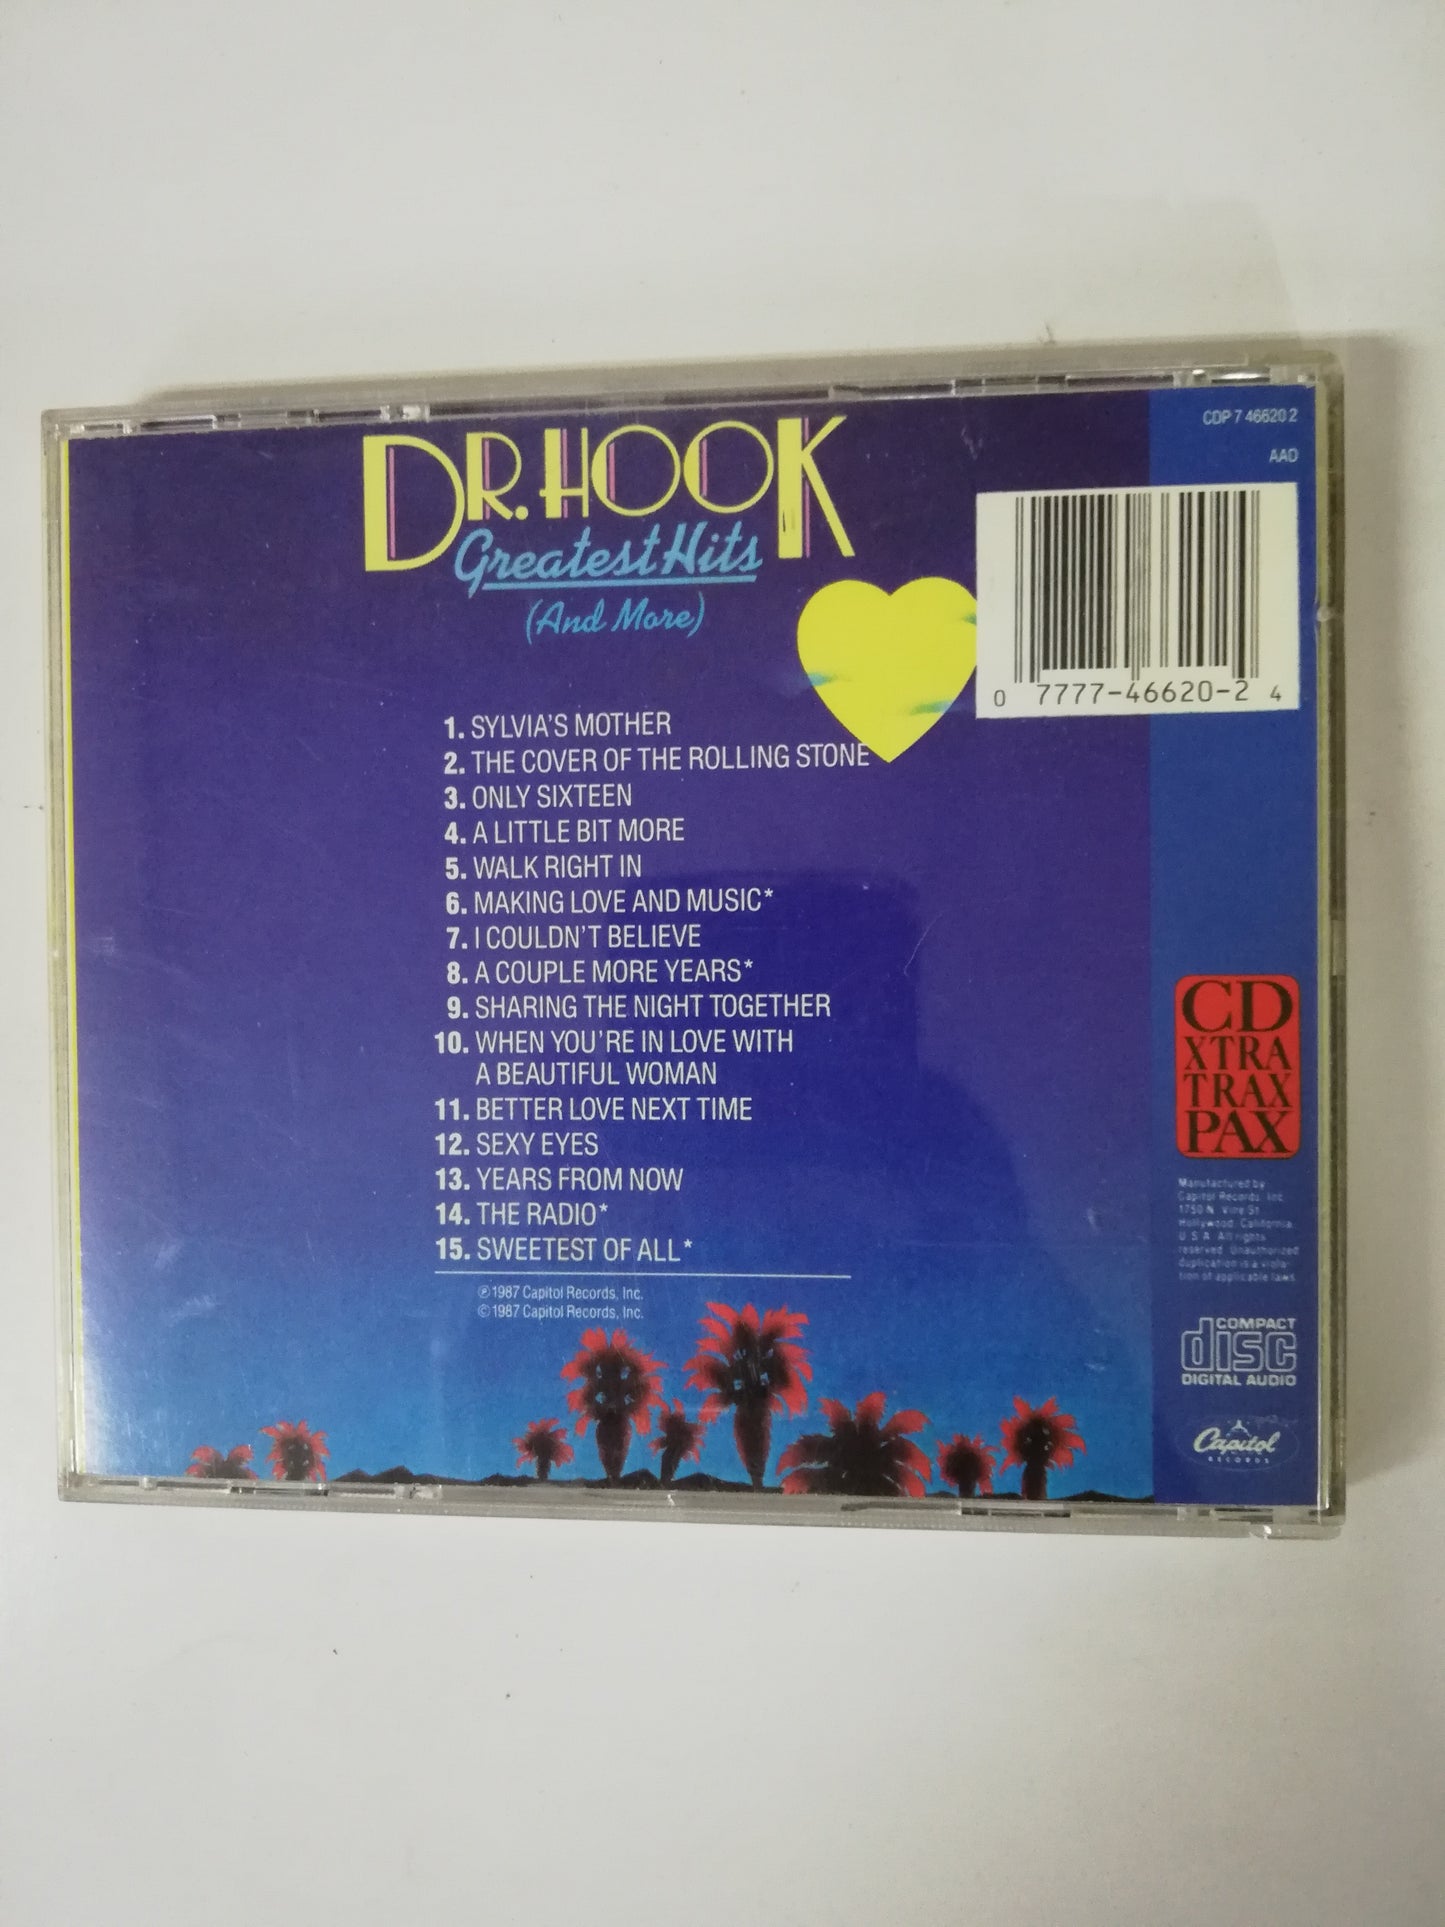 CDP 7 46620 2
AAD
DR. HOOK
Greatest Hits
(And More)
0 7777-46620-2 4
1. SYLVIA'S MOTHER
2. THE COVER OF THE ROLLING STONE
3. ONLY SIXTEEN
4. A LITTLE BIT MORE
5. WALK RIGHT IN
6. MAKING LOVE AND MUSIC*
7. I COULDN'T BELIEVE
8. A COUPLE MORE YEARS*
9. SHARING THE NIGHT TOGETHER
10. WHEN YOU'RE IN LOVE WITH
A BEAUTIFUL WOMAN
11. BETTER LOVE NEXT TIME
12. SEXY EYES
13. YEARS FROM NOW
14. THE RADIO*
15. SWEETEST OF ALL*
℗1987 Capitol Records, Inc.
©1987 Capitol Records, Inc.
CD
XTRA
TRAX
PAX
Manufactured by
Capitol Records, Inc.
1750 N. Vine St.
Hollywood, California,
U.S.A. All rights
reserved. Unauthorized
duplication is a viola-
tion of applicable laws.
COMPACT
disc
DIGITAL AUDIO
Capitol
RECORDS